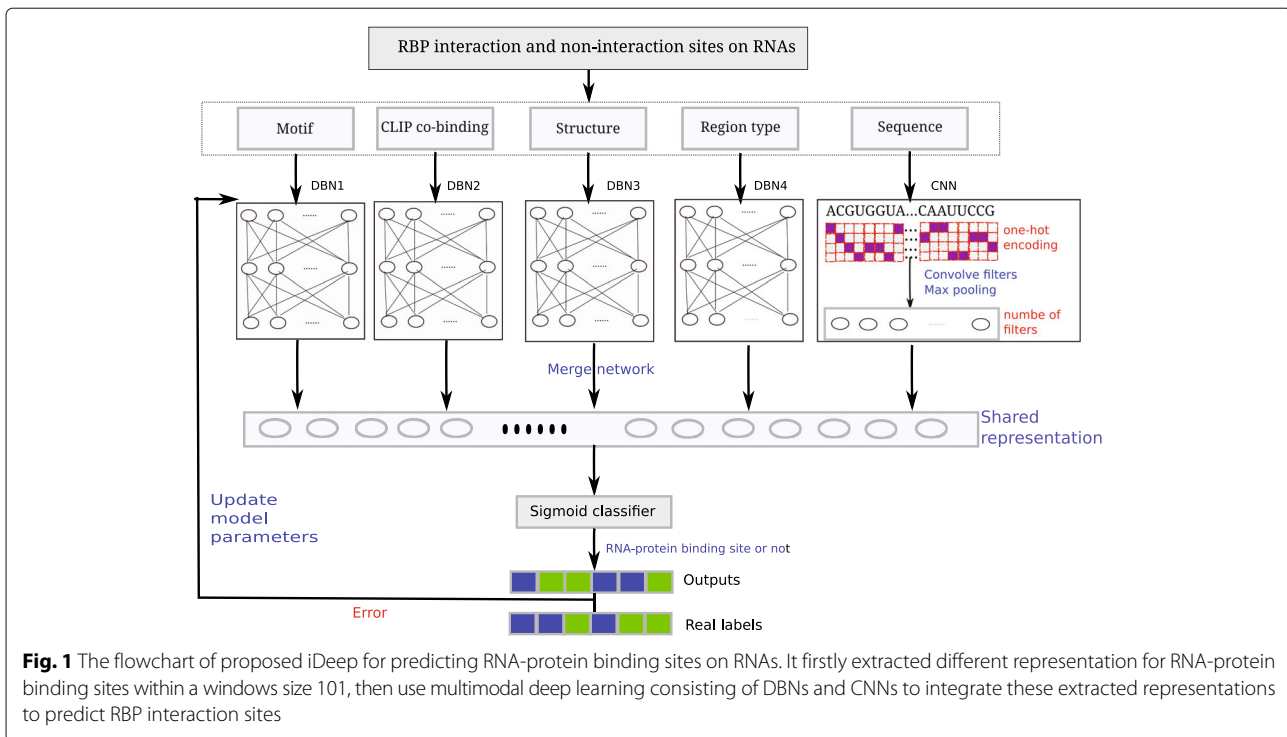 RBP interaction and non-interaction sites on RNAs
Motif
CLIP co-binding
Structure
Region type
Sequence
DBN1
DBN2
DBN3
DBN4
CNN
......
......
......
......
ACGUGGUA...CAAUUCCG
one-hot
encoding
......
......
......
......
Convolve filters
Max pooling
numbe of
filters
......
......
......
......
......
Merge network
Shared
representation
Update
model
parameters
Sigmoid classifier
RNA-protein binding site or not
Outputs
Error
Real labels
Fig. 1 The flowchart of proposed iDeep for predicting RNA-protein binding sites on RNAs. It firstly extracted different representation for RNA-protein
binding sites within a windows size 101, then use multimodal deep learning consisting of DBNs and CNNs to integrate these extracted representations
to predict RBP interaction sites